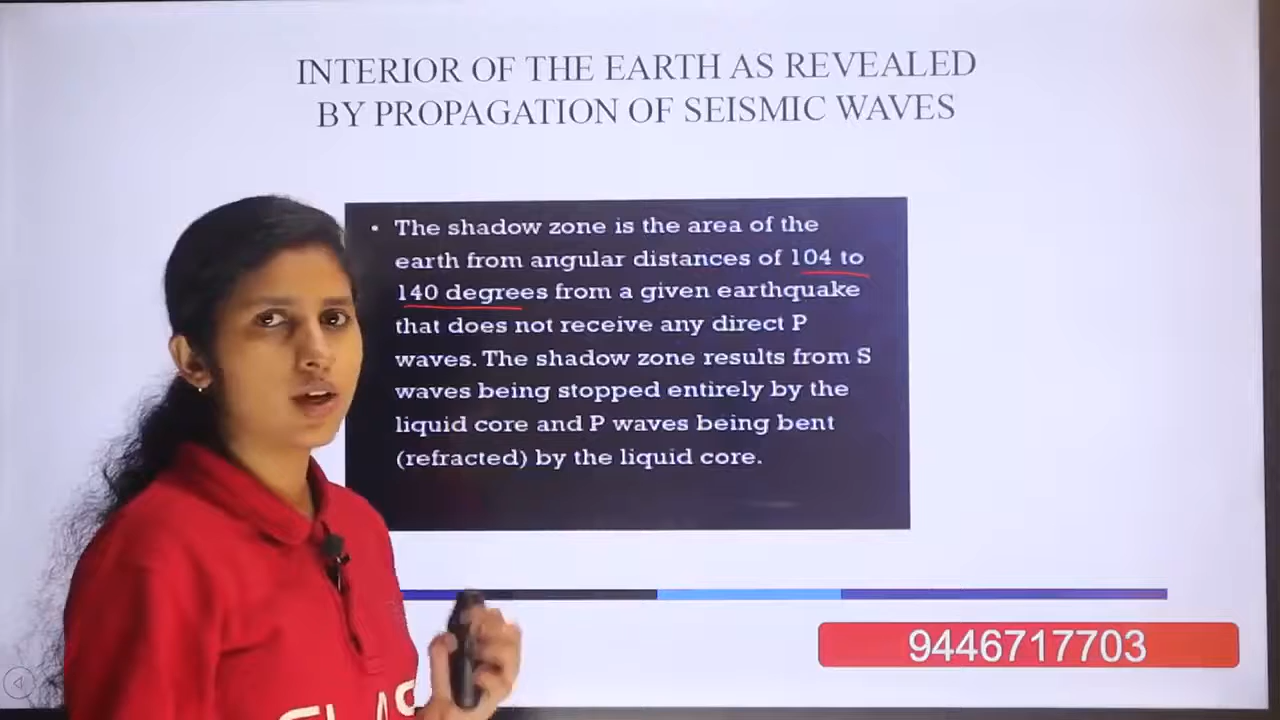 INTERIOR OF THE EARTH AS REVEALED
BY PROPAGATION OF SEISMIC WAVES
• The shadow zone is the area of the
earth from angular distances of 104 to
140 degrees from a given earthquake
that does not receive any direct P
waves. The shadow zone results from S
waves being stopped entirely by the
liquid core and P waves being bent
(refracted) by the liquid core.
9446717703